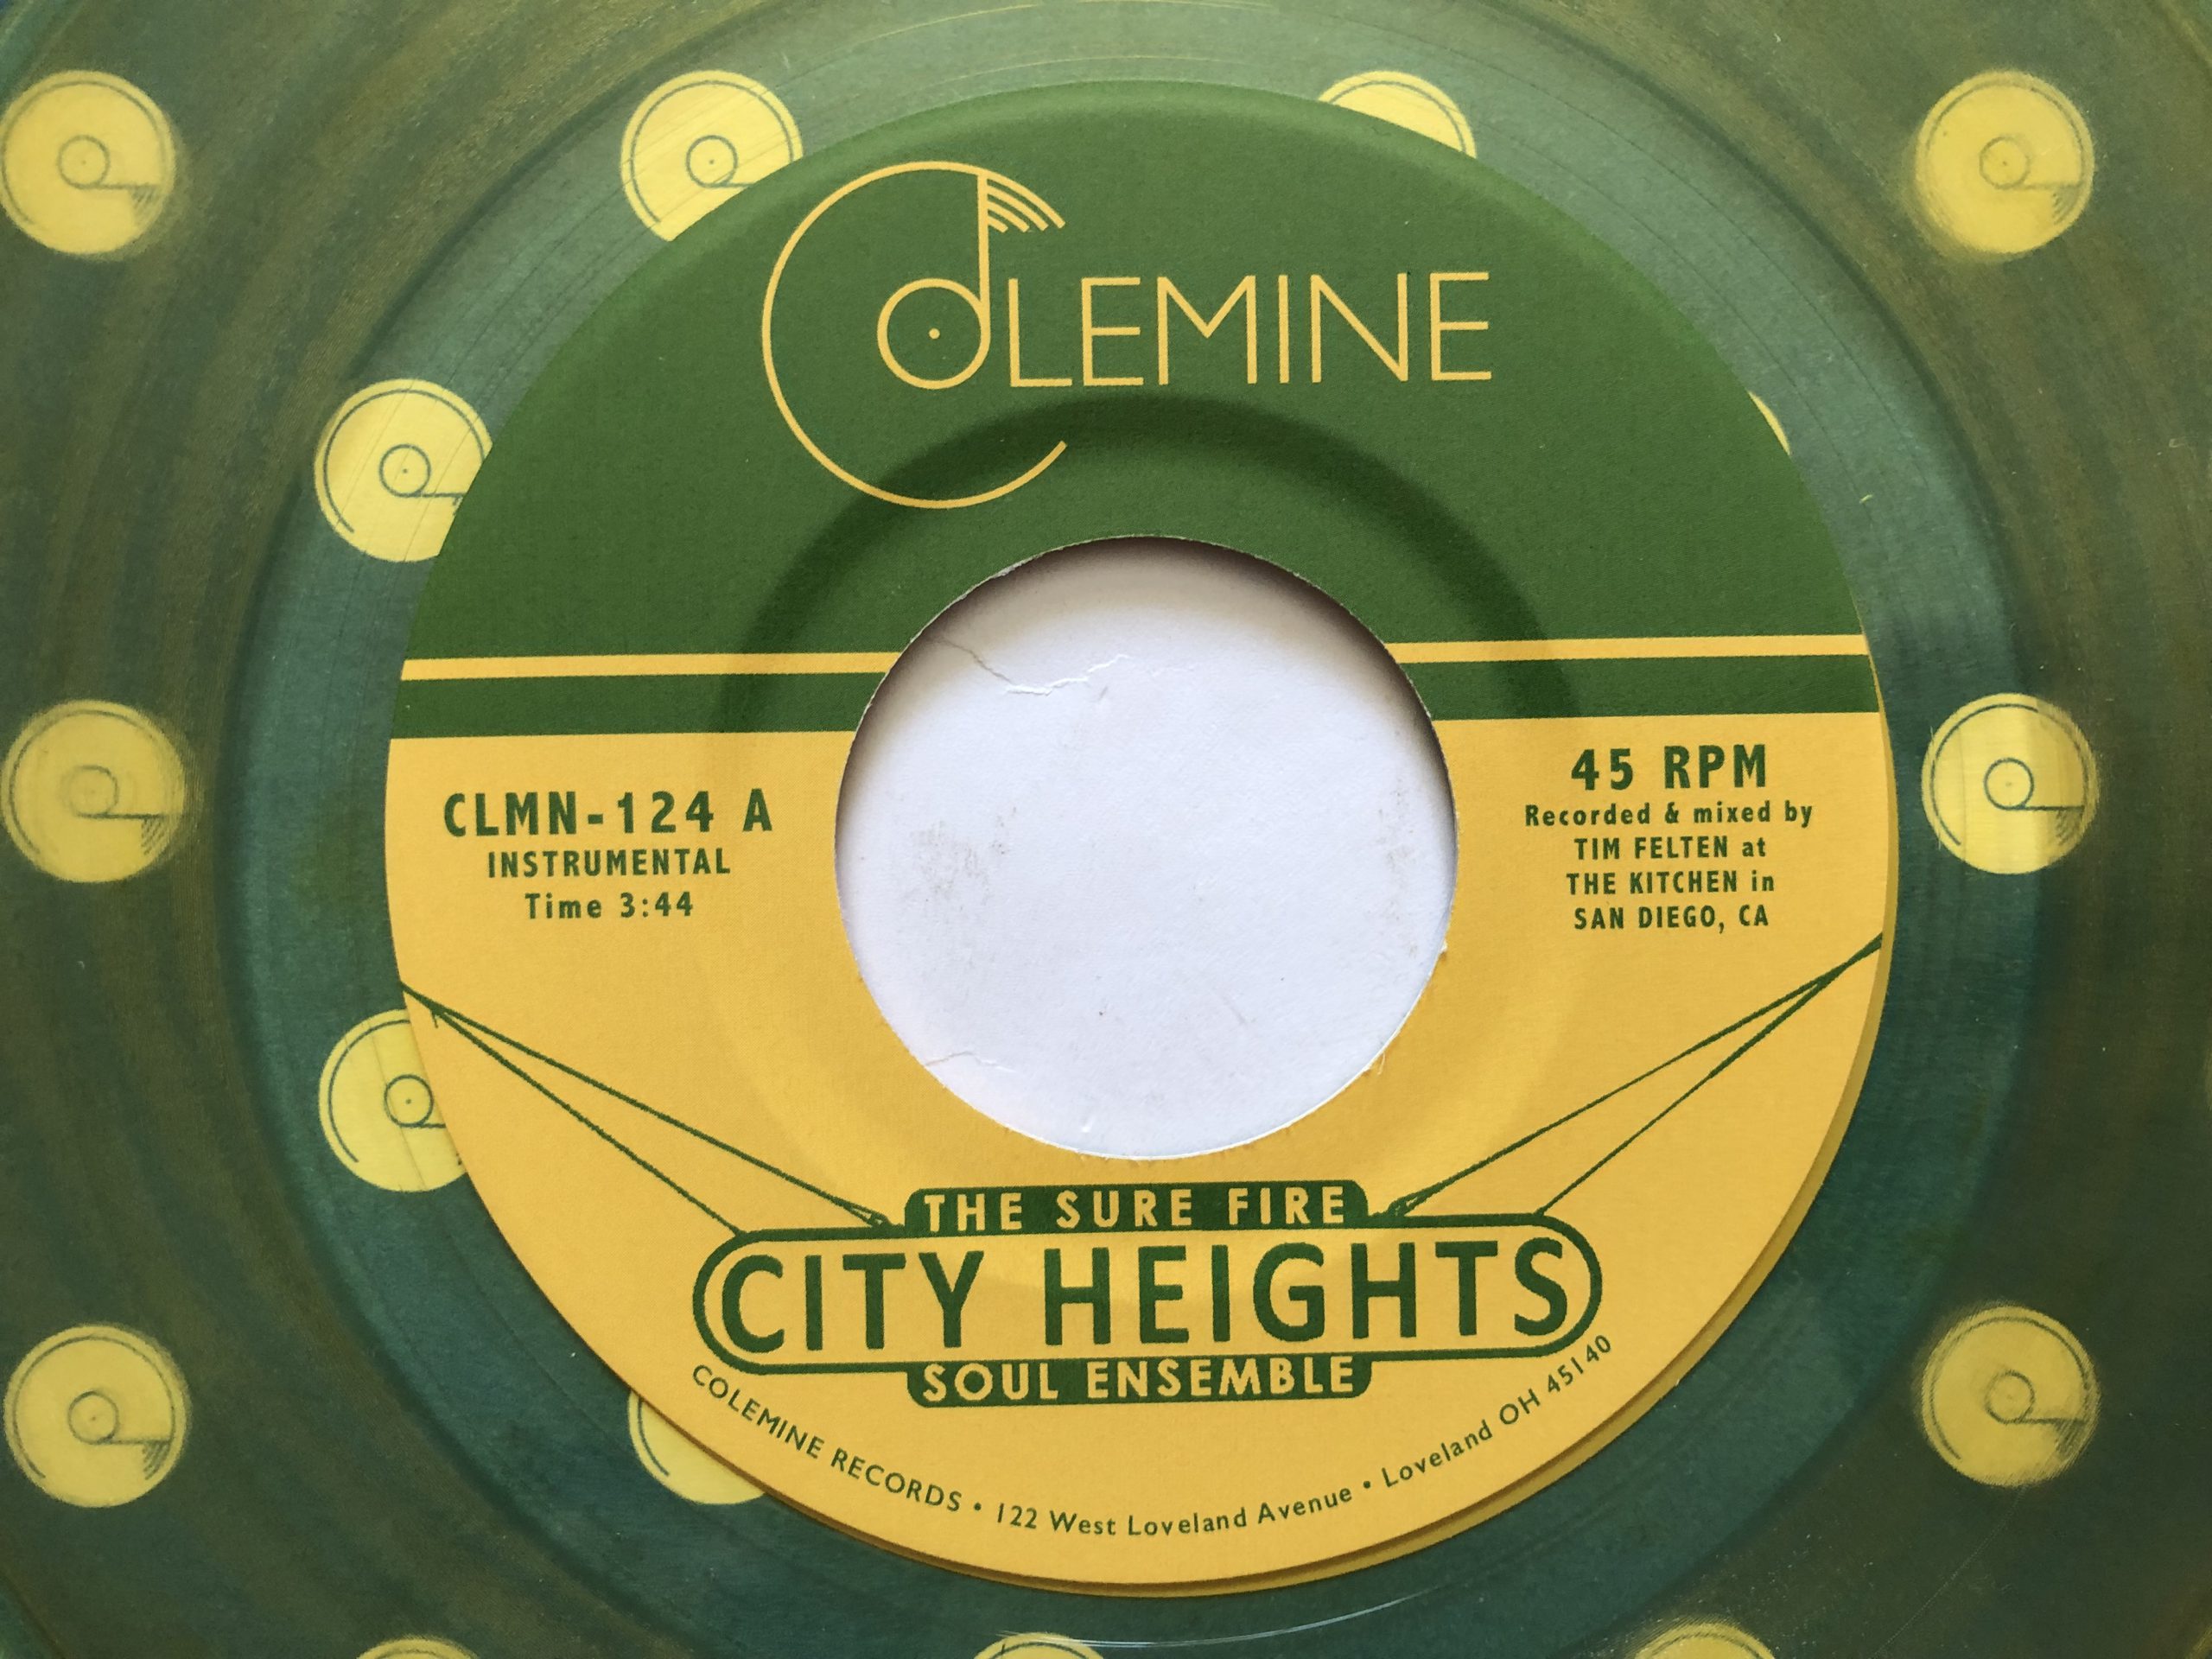 COLEMINE
CLMN-124 A
INSTRUMENTAL
Time 3:44
45 RPM
Recorded & mixed by
TIM FELTEN at
THE KITCHEN in
SAN DIEGO, CA
THE SURE FIRE
CITY HEIGHTS
SOUL ENSEMBLE
COLEMINE RECORDS • 122 West Loveland Avenue • Loveland OH 45140